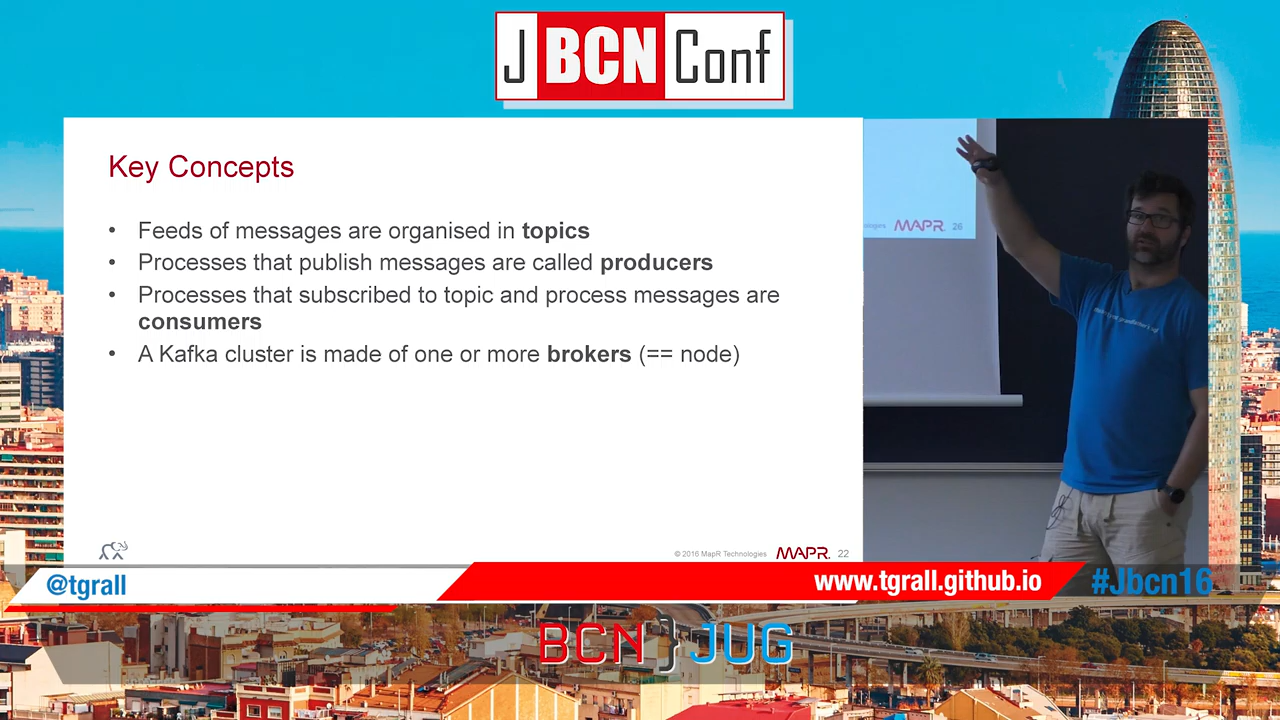 J BCN Conf
Key Concepts
• Feeds of messages are organised in topics
• Processes that publish messages are called producers
• Processes that subscribed to topic and process messages are
consumers
• A Kafka cluster is made of one or more brokers (== node)
© 2016 MapR Technologies MAPR. 22
MAPR. 26
@tgrall
www.tgrall.github.io
#Jbcn16
BCN JUG